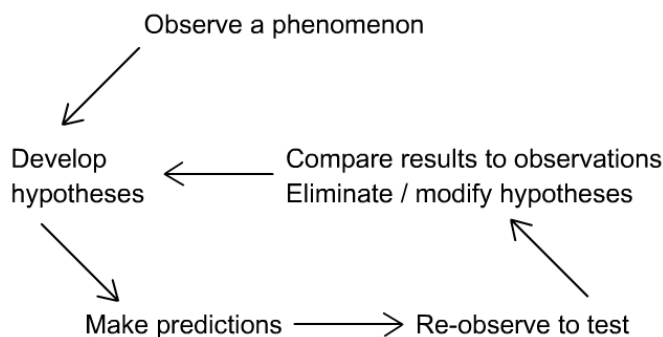 Observe a phenomenon
Develop
hypotheses
Compare results to observations
Eliminate / modify hypotheses
Make predictions
Re-observe to test